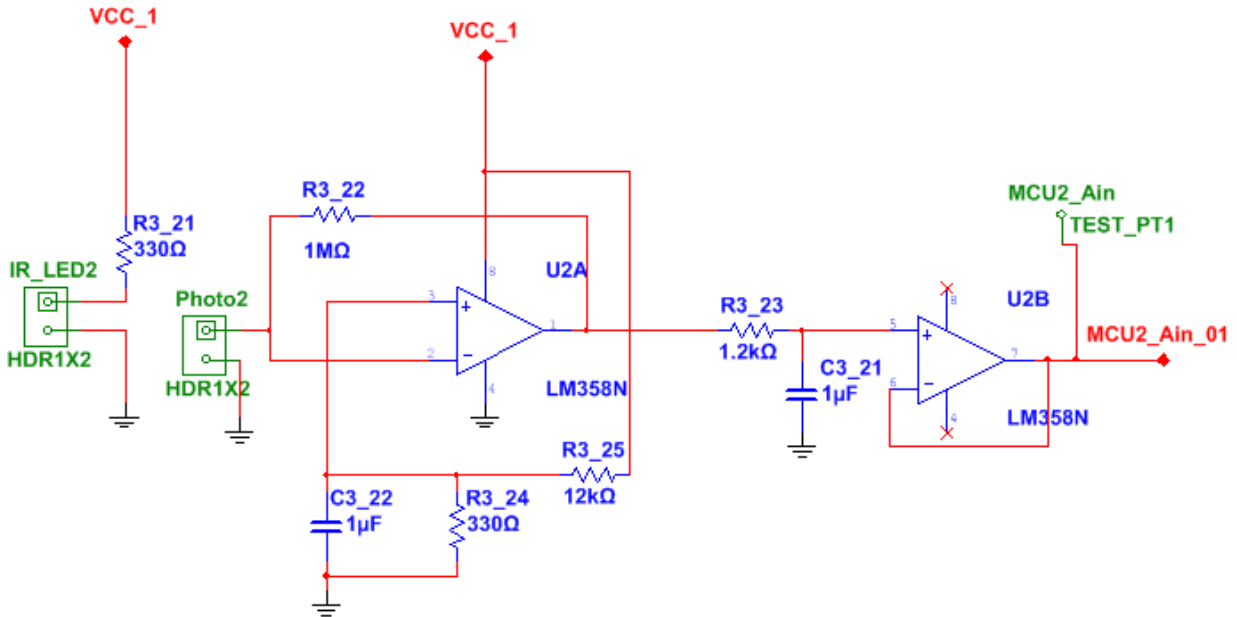 VCC_1
VCC_1
R3_21
330Ω
IR_LED2
HDR1X2
Photo2
HDR1X2
R3_22
1MΩ
8
U2A
3
+
2
−
1
4
LM358N
R3_25
12kΩ
C3_22
1µF
R3_24
330Ω
R3_23
1.2kΩ
C3_21
1µF
8
U2B
5
+
6
−
7
4
LM358N
MCU2_Ain
TEST_PT1
MCU2_Ain_01